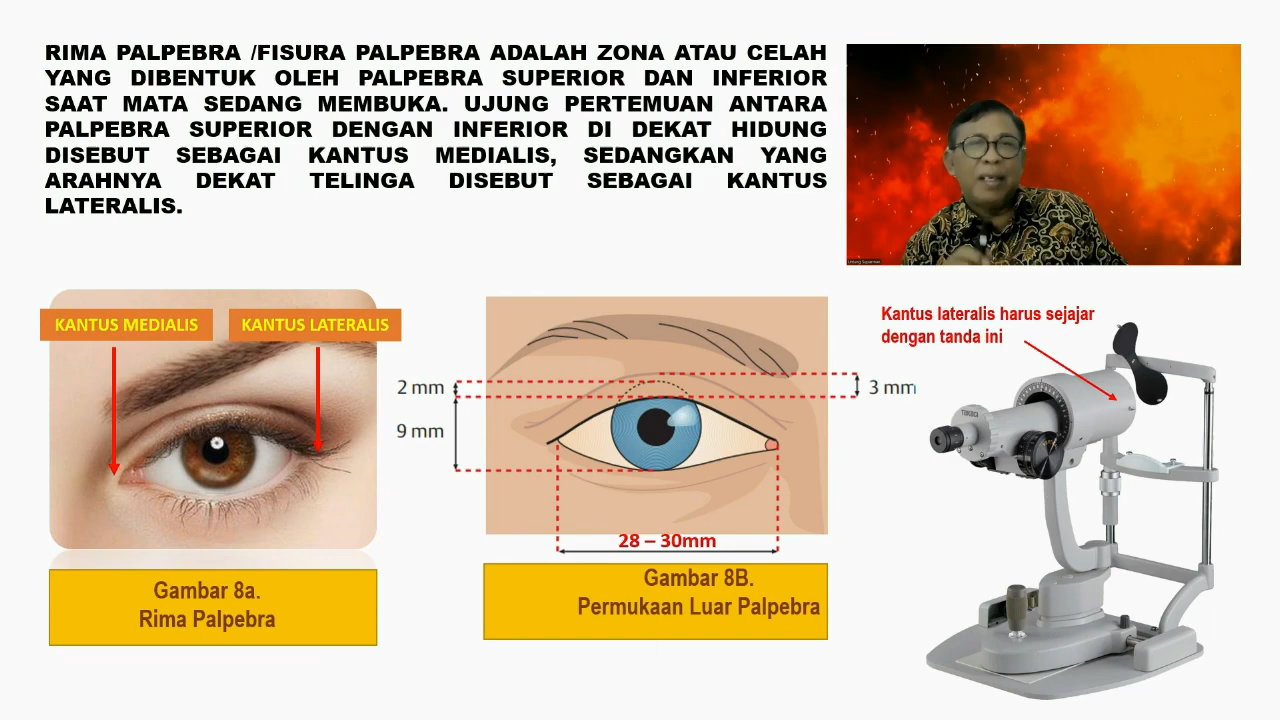 RIMA PALPEBRA /FISURA PALPEBRA ADALAH ZONA ATAU CELAH
YANG DIBENTUK OLEH PALPEBRA SUPERIOR DAN INFERIOR
SAAT MATA SEDANG MEMBUKA. UJUNG PERTEMUAN ANTARA
PALPEBRA SUPERIOR DENGAN INFERIOR DI DEKAT HIDUNG
DISEBUT SEBAGAI KANTUS MEDIALIS, SEDANGKAN YANG
ARAHNYA DEKAT TELINGA DISEBUT SEBAGAI KANTUS
LATERALIS.
KANTUS MEDIALIS
KANTUS LATERALIS
Gambar 8a.
Rima Palpebra
2 mm
9 mm
3 mm
28 – 30mm
Gambar 8B.
Permukaan Luar Palpebra
Kantus lateralis harus sejajar
dengan tanda ini